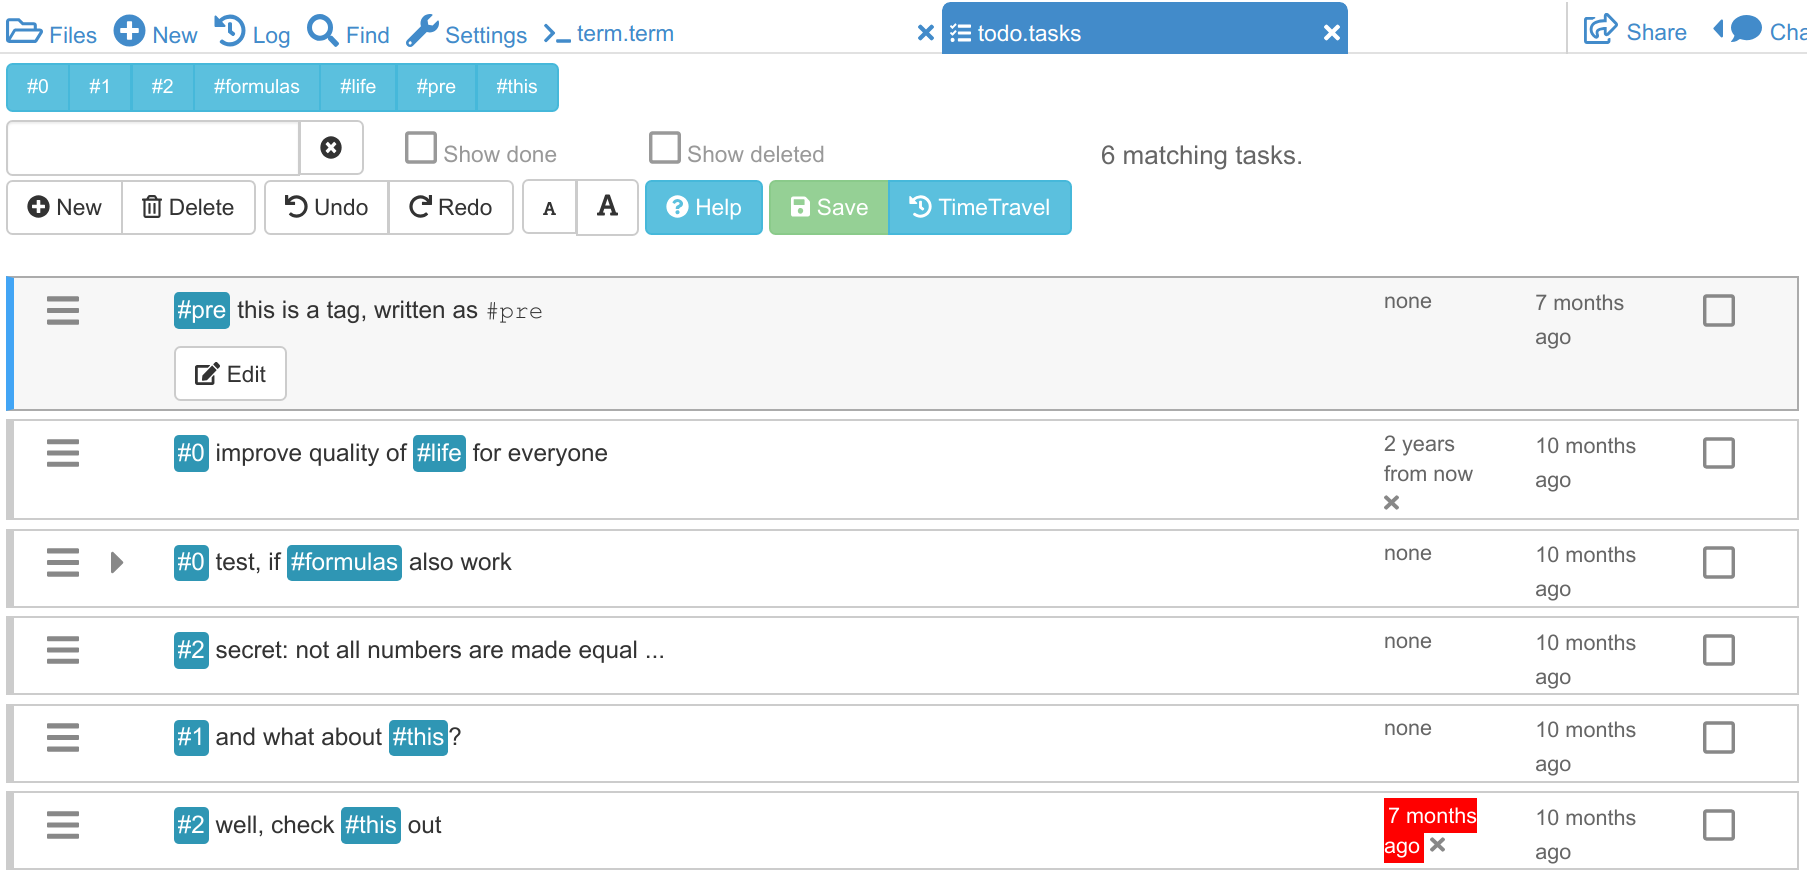 Files New Log Find Settings term.term todo.tasks Share Cha
#0 #1 #2 #formulas #life #pre #this
Show done Show deleted 6 matching tasks.
New Delete Undo Redo A A Help Save TimeTravel
#pre this is a tag, written as #pre none 7 months
ago
Edit
#0 improve quality of #life for everyone 2 years 10 months
from now ago
#0 test, if #formulas also work none 10 months
ago
#2 secret: not all numbers are made equal ... none 10 months
ago
#1 and what about #this? none 10 months
ago
#2 well, check #this out 7 months 10 months
ago ago